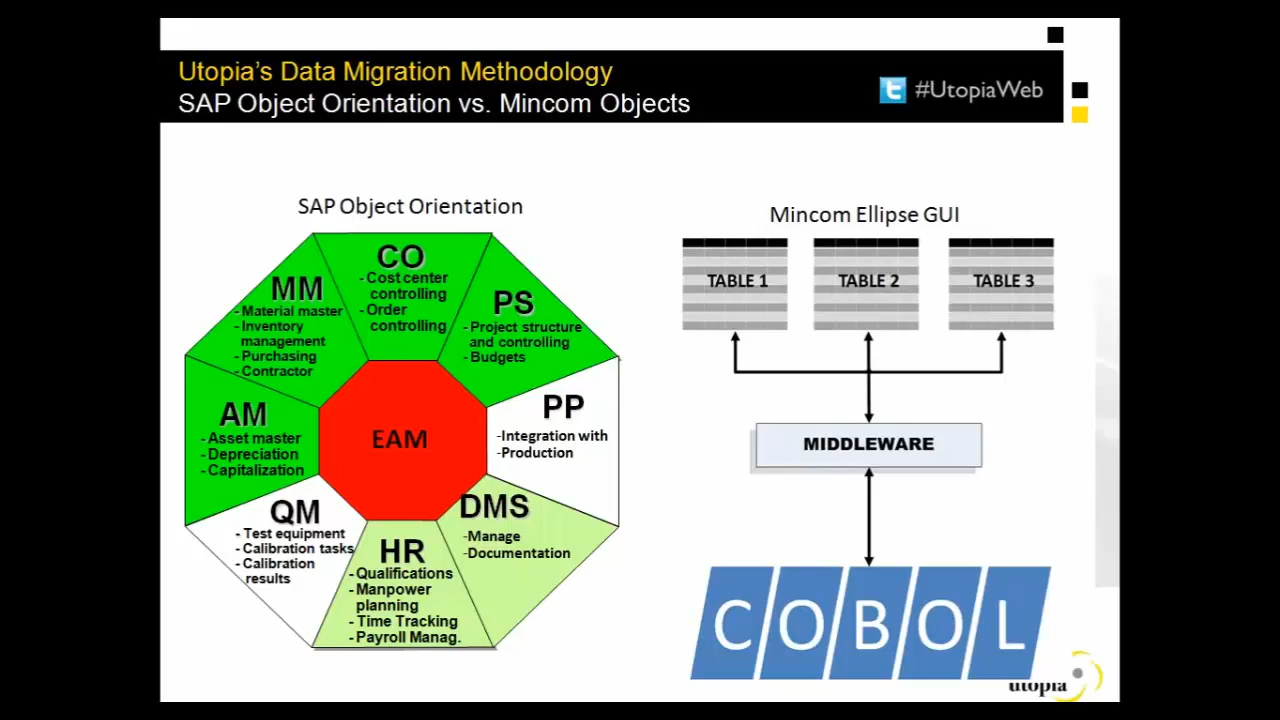 Utopia's Data Migration Methodology
SAP Object Orientation vs. Mincom Objects
#UtopiaWeb
SAP Object Orientation
CO
- Cost center
controlling
- Order
controlling
MM
- Material master
- Inventory
management
- Purchasing
- Contractor
PS
- Project structure
and controlling
- Budgets
AM
- Asset master
- Depreciation
- Capitalization
EAM
PP
-Integration with
-Production
QM
- Test equipment
- Calibration tasks
- Calibration
results
HR
- Qualifications
- Manpower
planning
- Time Tracking
- Payroll Manag.
DMS
-Manage
-Documentation
Mincom Ellipse GUI
TABLE 1
TABLE 2
TABLE 3
MIDDLEWARE
COBOL
utopia